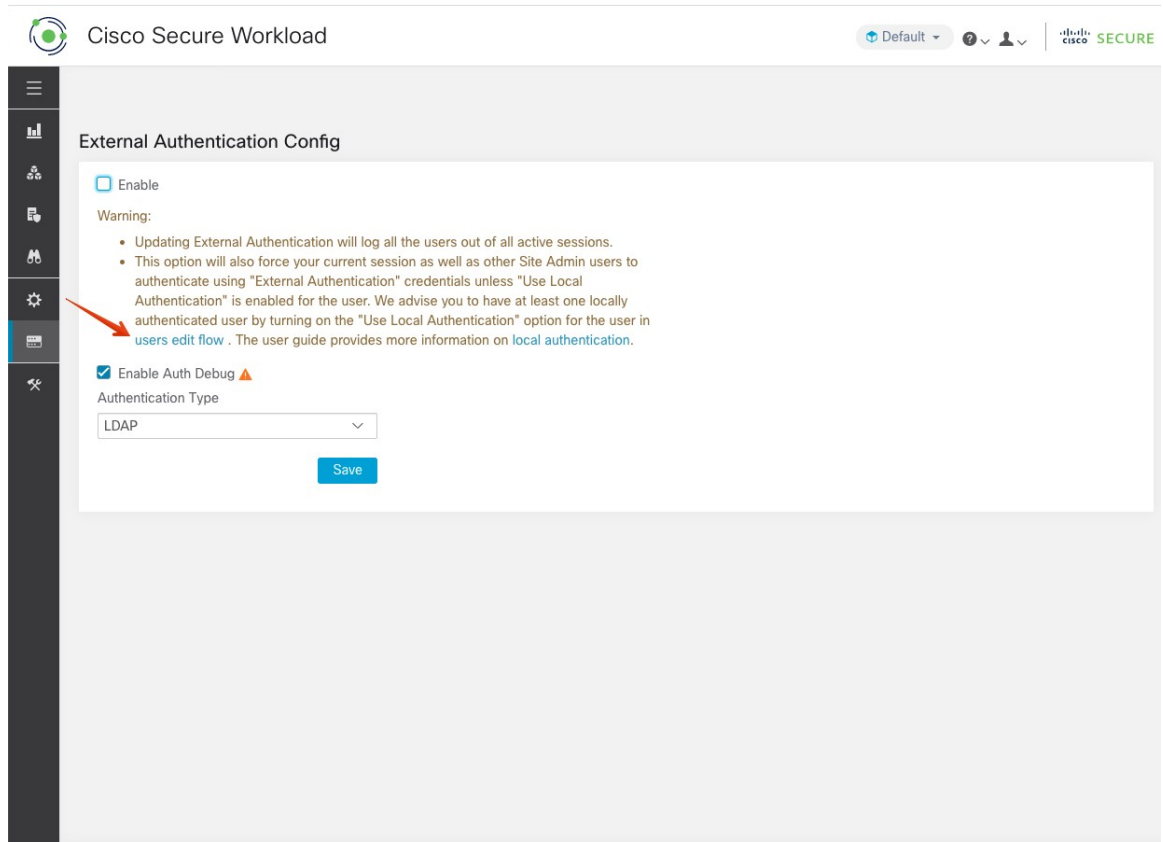 Cisco Secure Workload
Default
cisco SECURE
External Authentication Config
Enable
Warning:
• Updating External Authentication will log all the users out of all active sessions.
• This option will also force your current session as well as other Site Admin users to
authenticate using "External Authentication" credentials unless "Use Local
Authentication" is enabled for the user. We advise you to have at least one locally
authenticated user by turning on the "Use Local Authentication" option for the user in
users edit flow . The user guide provides more information on local authentication.
Enable Auth Debug
Authentication Type
LDAP
Save